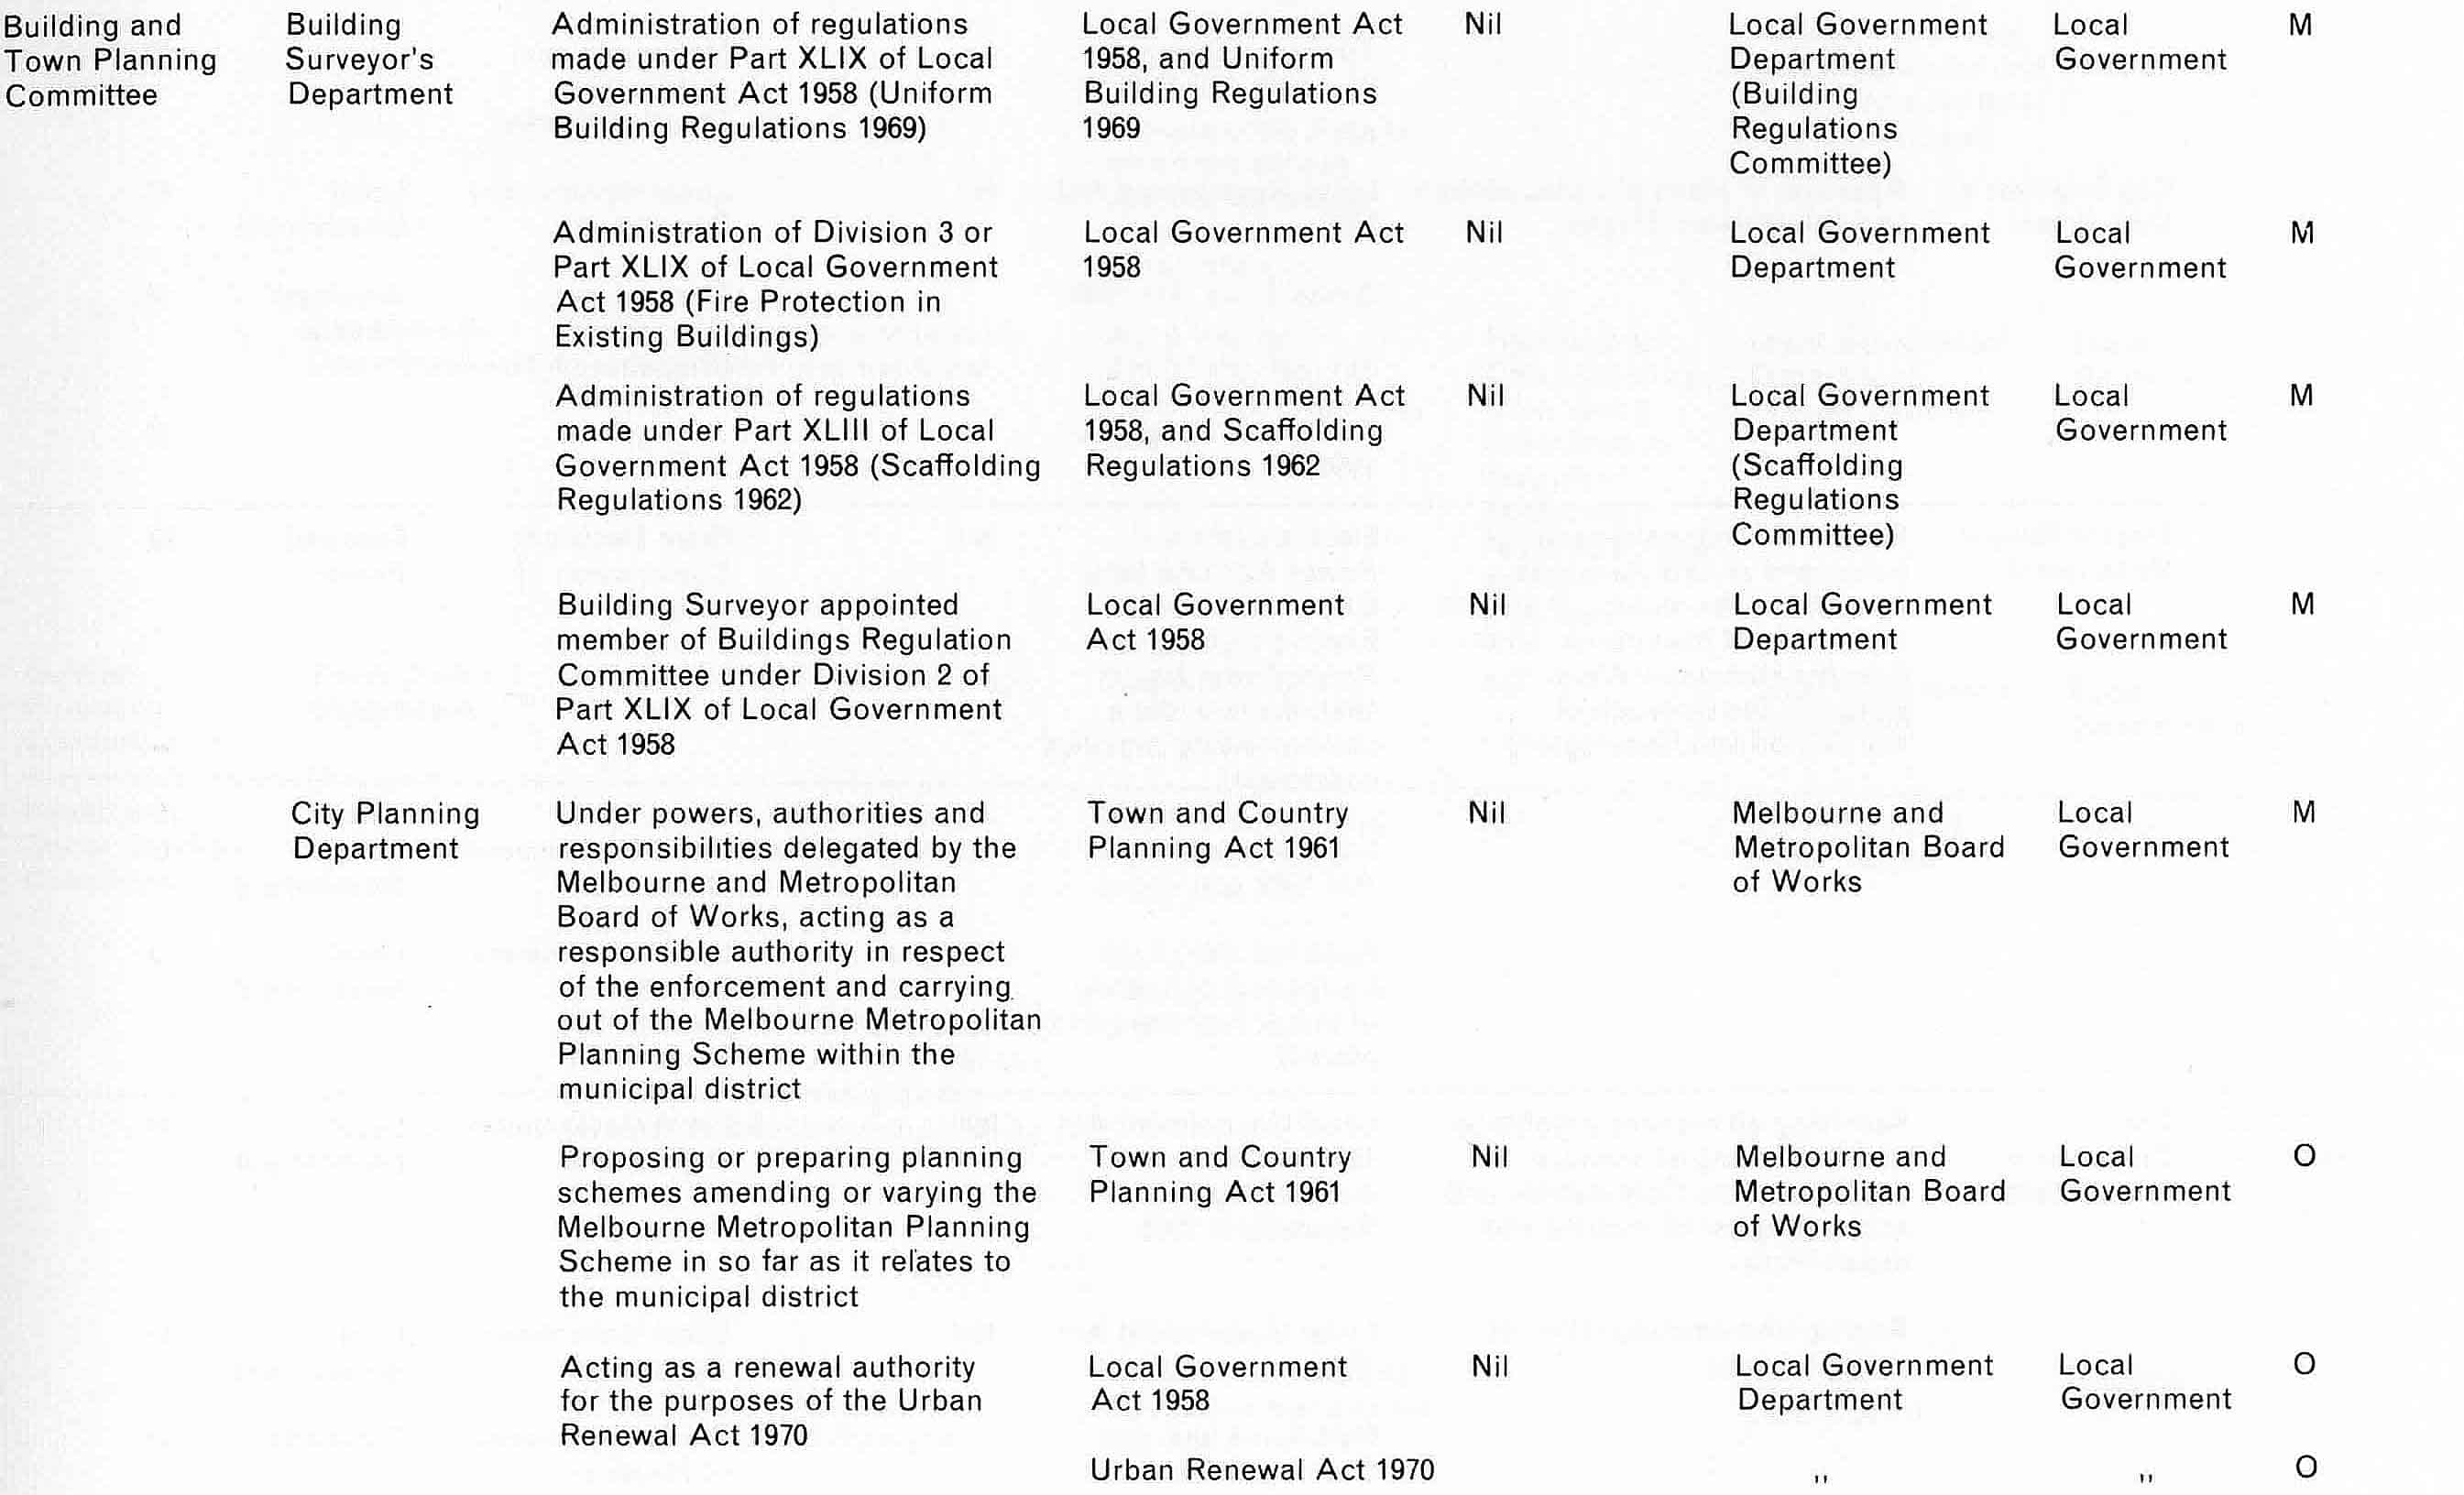 Building and Building Administration of regulations Local Government Act Nil Local Government Local M
Town Planning Surveyor's made under Part XLIX of Local 1958, and Uniform Department Government
Committee Department Government Act 1958 (Uniform Building Regulations (Building
Building Regulations 1969) 1969 Regulations
Committee)
Administration of Division 3 or Local Government Act Nil Local Government Local M
Part XLIX of Local Government 1958 Department Government
Act 1958 (Fire Protection in
Existing Buildings)
Administration of regulations Local Government Act Nil Local Government Local M
made under Part XLIII of Local 1958, and Scaffolding Department Government
Government Act 1958 (Scaffolding Regulations 1962 (Scaffolding
Regulations 1962) Regulations
Committee)
Building Surveyor appointed Local Government Nil Local Government Local M
member of Buildings Regulation Act 1958 Department Government
Committee under Division 2 of
Part XLIX of Local Government
Act 1958
City Planning Under powers, authorities and Town and Country Nil Melbourne and Local M
Department responsibilities delegated by the Planning Act 1961 Metropolitan Board Government
Melbourne and Metropolitan of Works
Board of Works, acting as a
responsible authority in respect
of the enforcement and carrying
out of the Melbourne Metropolitan
Planning Scheme within the
municipal district
Proposing or preparing planning Town and Country Nil Melbourne and Local O
schemes amending or varying the Planning Act 1961 Metropolitan Board Government
Melbourne Metropolitan Planning of Works
Scheme in so far as it relates to
the municipal district
Acting as a renewal authority Local Government Nil Local Government Local O
for the purposes of the Urban Act 1958 Department Government
Renewal Act 1970
Urban Renewal Act 1970 ,, ,, O